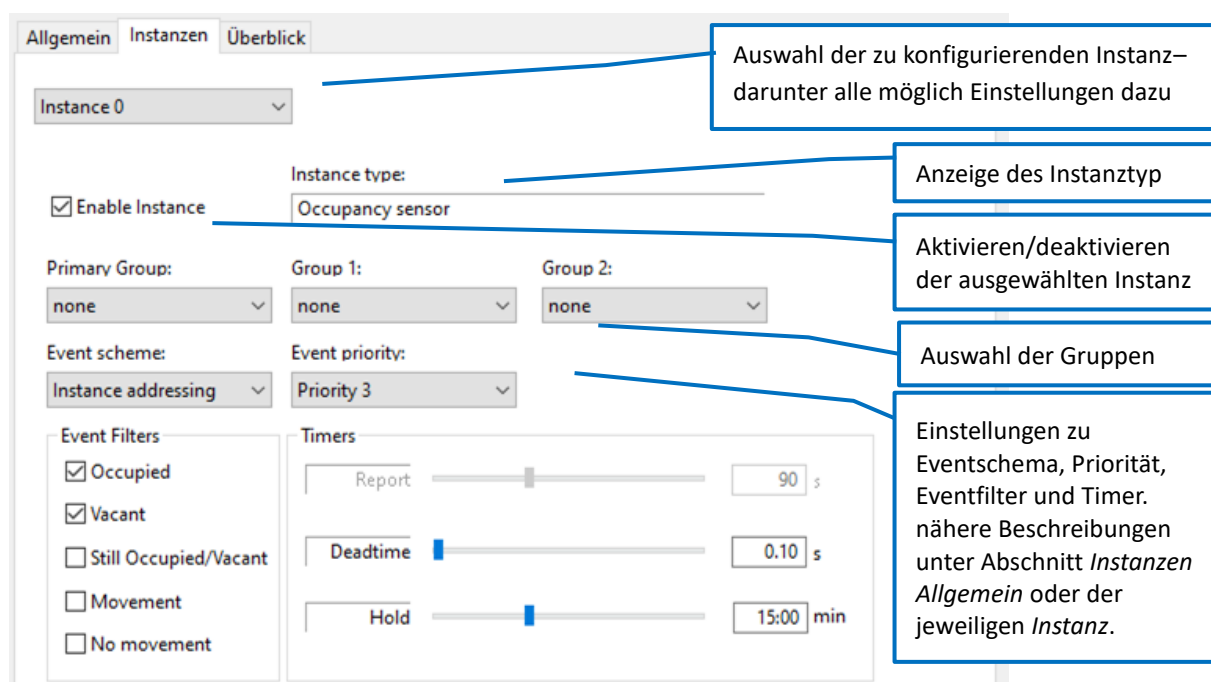 Allgemein Instanzen Überblick
Auswahl der zu konfigurierenden Instanz–
darunter alle möglich Einstellungen dazu
Instance 0
Instance type:
Anzeige des Instanztyp
Enable Instance
Occupancy sensor
Aktivieren/deaktivieren
der ausgewählten Instanz
Primary Group: Group 1: Group 2:
none none none
Auswahl der Gruppen
Event scheme: Event priority:
Instance addressing Priority 3
Einstellungen zu
Eventschema, Priorität,
Eventfilter und Timer.
nähere Beschreibungen
unter Abschnitt Instanzen
Allgemein oder der
jeweiligen Instanz.
Event Filters
Occupied
Vacant
Still Occupied/Vacant
Movement
No movement
Timers
Report 90 s
Deadtime 0.10 s
Hold 15:00 min